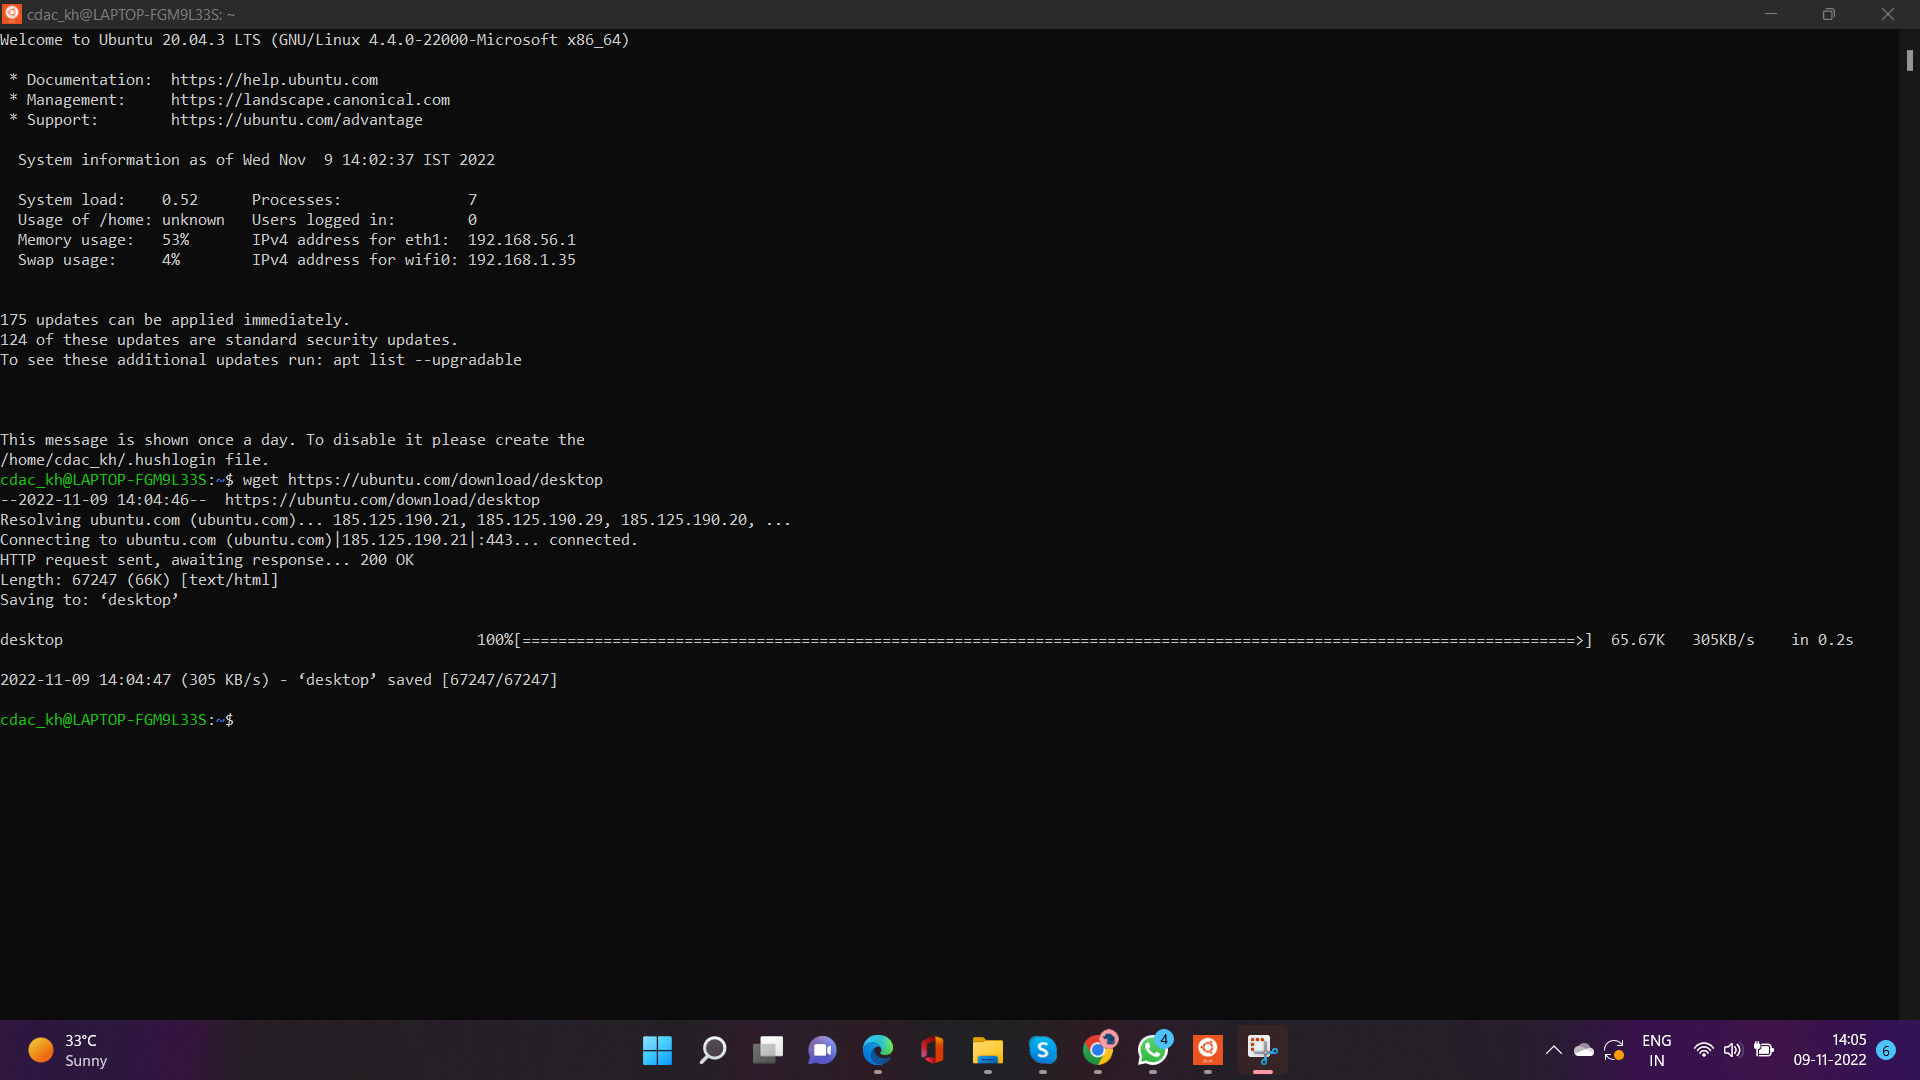 cdac_kh@LAPTOP-FGM9L33S: ~
Welcome to Ubuntu 20.04.3 LTS (GNU/Linux 4.4.0-22000-Microsoft x86_64)
* Documentation:  https://help.ubuntu.com
* Management:     https://landscape.canonical.com
* Support:        https://ubuntu.com/advantage
System information as of Wed Nov  9 14:02:37 IST 2022
System load:    0.52      Processes:              7
Usage of /home: unknown   Users logged in:        0
Memory usage:   53%       IPv4 address for eth1:  192.168.56.1
Swap usage:     4%        IPv4 address for wifi0: 192.168.1.35
175 updates can be applied immediately.
124 of these updates are standard security updates.
To see these additional updates run: apt list --upgradable
This message is shown once a day. To disable it please create the
/home/cdac_kh/.hushlogin file.
cdac_kh@LAPTOP-FGM9L33S:~$ wget https://ubuntu.com/download/desktop
--2022-11-09 14:04:46--  https://ubuntu.com/download/desktop
Resolving ubuntu.com (ubuntu.com)... 185.125.190.21, 185.125.190.29, 185.125.190.20, ...
Connecting to ubuntu.com (ubuntu.com)|185.125.190.21|:443... connected.
HTTP request sent, awaiting response... 200 OK
Length: 67247 (66K) [text/html]
Saving to: ‘desktop’
desktop 100%[=====================================================================================================================>] 65.67K 305KB/s in 0.2s
2022-11-09 14:04:47 (305 KB/s) - ‘desktop’ saved [67247/67247]
cdac_kh@LAPTOP-FGM9L33S:~$
33°C
Sunny
4
ENG
IN
14:05
09-11-2022
6